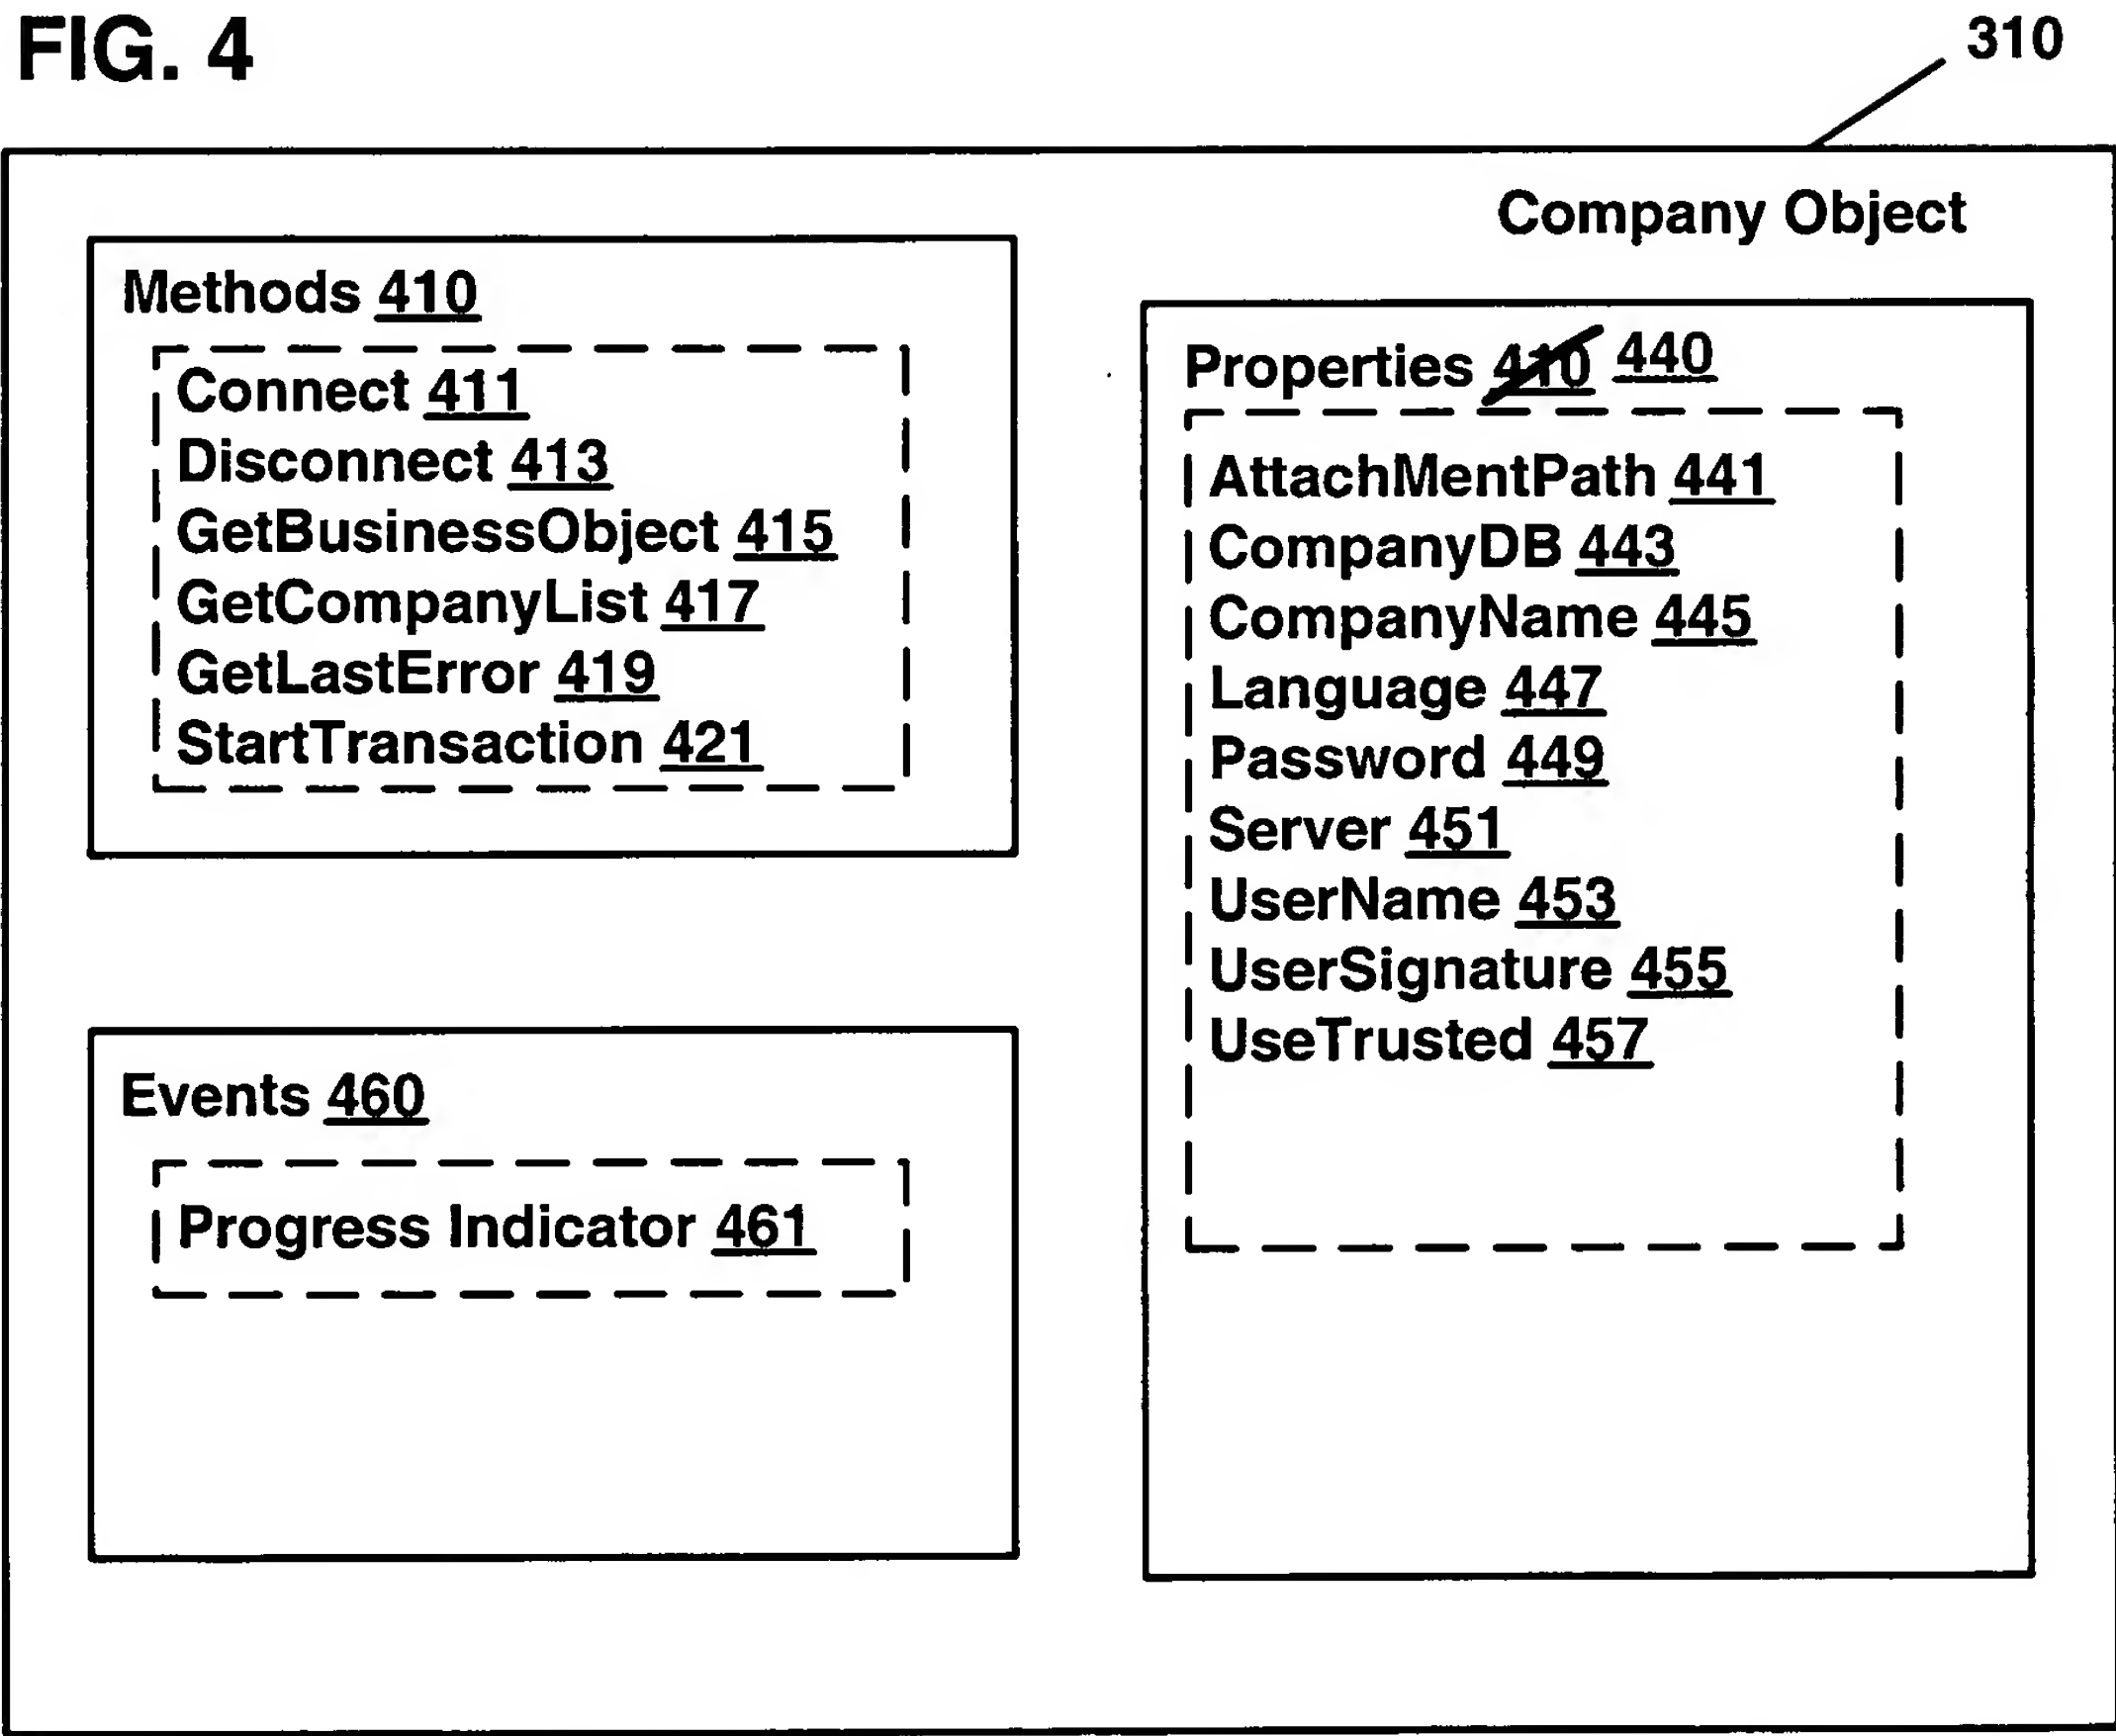 FIG. 4
310
Company Object
Methods 410
Connect 411
Disconnect 413
GetBusinessObject 415
GetCompanyList 417
GetLastError 419
StartTransaction 421
Events 460
Progress Indicator 461
Properties 410 440
AttachMentPath 441
CompanyDB 443
CompanyName 445
Language 447
Password 449
Server 451
UserName 453
UserSignature 455
UseTrusted 457